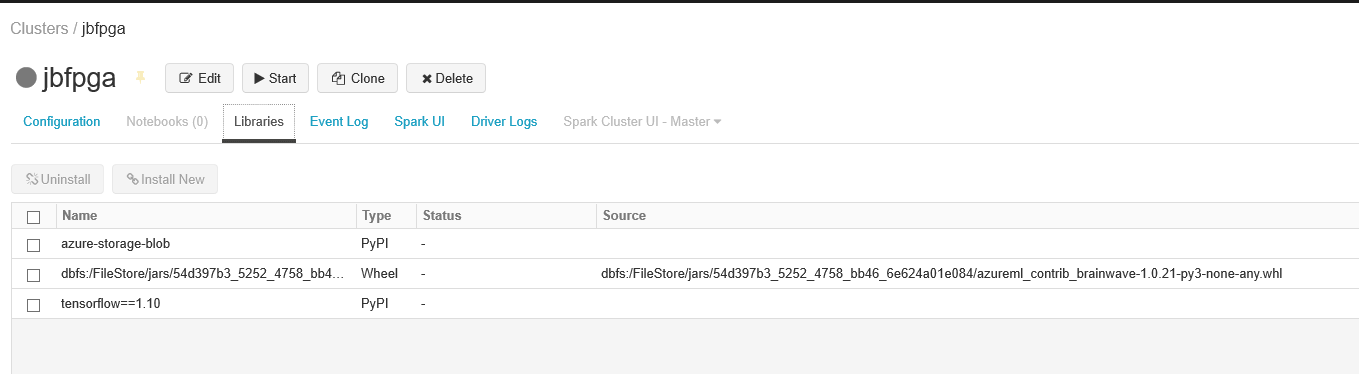 Clusters / jbfpga
jbfpga Edit Start Clone Delete
Configuration Notebooks (0) Libraries Event Log Spark UI Driver Logs Spark Cluster UI - Master
Uninstall Install New
Name Type Status Source
azure-storage-blob PyPI -
dbfs:/FileStore/jars/54d397b3_5252_4758_bb4... Wheel - dbfs:/FileStore/jars/54d397b3_5252_4758_bb46_6e624a01e084/azureml_contrib_brainwave-1.0.21-py3-none-any.whl
tensorflow==1.10 PyPI -